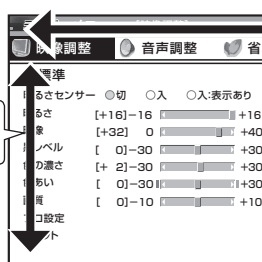 映像調整 音声調整 省
標準
明るさセンサー 切 入 入:表示あり
るさ [+16] -16 +16
像 [+32] 0 +40
レベル [ 0] -30 +30
の濃さ [+ 2] -30 +30
あい [ 0] -30 +30
質 [ 0] -10 +10
設定
ット